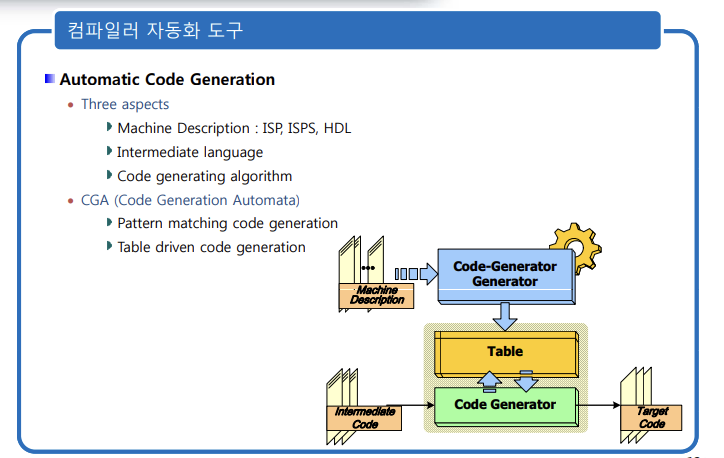 컴파일러 자동화 도구
Automatic Code Generation
Three aspects
Machine Description : ISP, ISPS, HDL
Intermediate language
Code generating algorithm
CGA (Code Generation Automata)
Pattern matching code generation
Table driven code generation
Machine
Description
Code-Generator
Generator
Table
Intermediate
Code
Code Generator
Target
Code